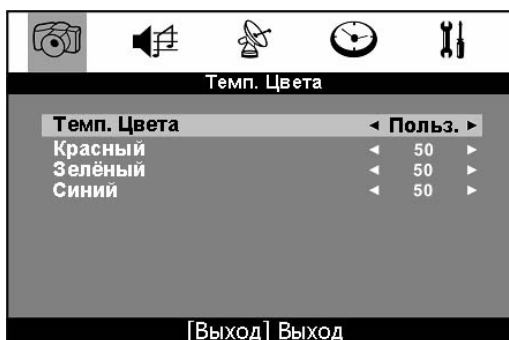 Темп. Цвета
Темп. Цвета ◄ Польз. ►
Красный ◄ 50 ►
Зелёный ◄ 50 ►
Синий ◄ 50 ►
[Выход] Выход